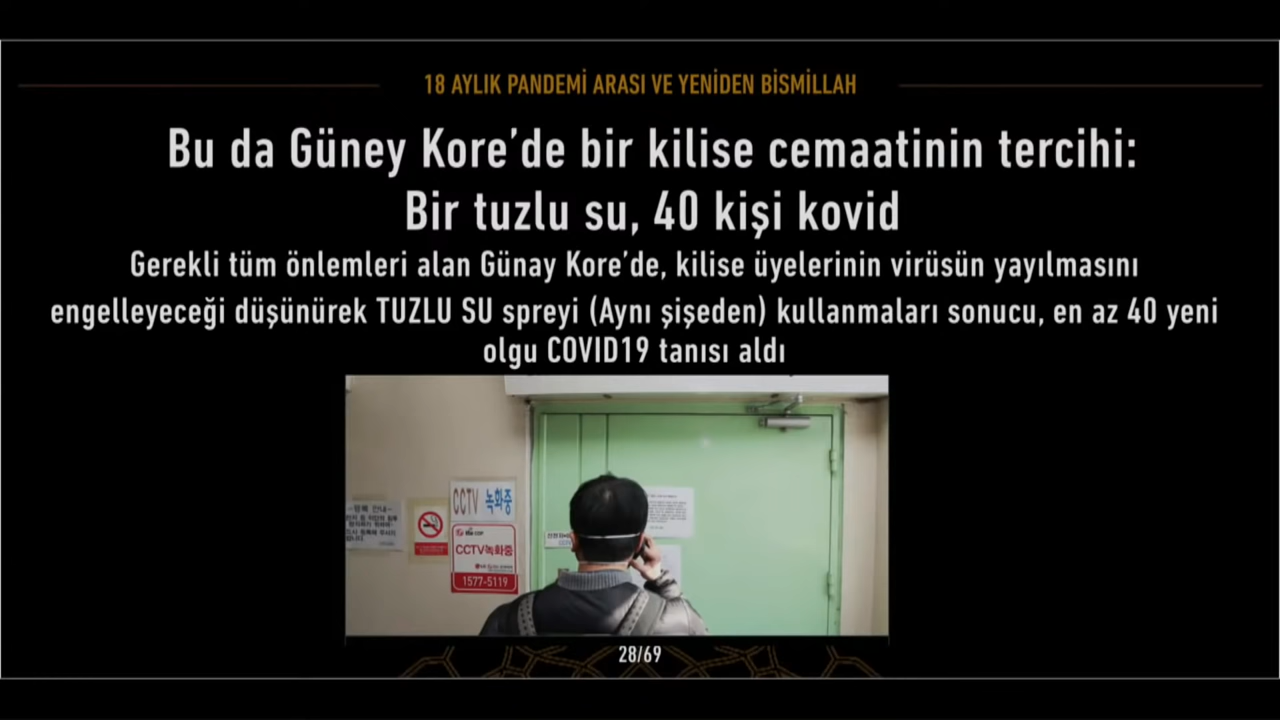 18 AYLIK PANDEMİ ARASI VE YENİDEN BİSMİLLAH
Bu da Güney Kore'de bir kilise cemaatinin tercihi:
Bir tuzlu su, 40 kişi kovid
Gerekli tüm önlemleri alan Günay Kore'de, kilise üyelerinin virüsün yayılmasını
engelleyeceği düşünürek TUZLU SU spreyi (Aynı şişeden) kullanmaları sonucu, en az 40 yeni
olgu COVID19 tanısı aldı
CCTV 녹화중
CCTV녹화중
1577-5119
28/69